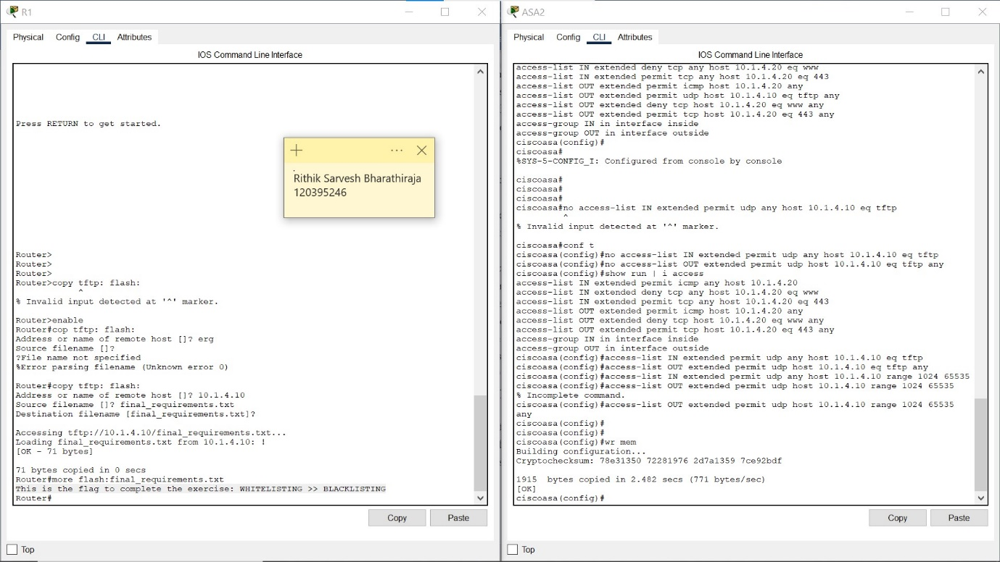 R1
Physical Config CLI Attributes
IOS Command Line Interface
Press RETURN to get started.
+ ... ×
.
Rithik Sarvesh Bharathiraja
120395246
Router>
Router>
Router>
Router>copy tftp: flash:
^
% Invalid input detected at '^' marker.
Router>enable
Router#cop tftp: flash:
Address or name of remote host []? erg
Source filename []?
?File name not specified
%Error parsing filename (Unknown error 0)
Router#copy tftp: flash:
Address or name of remote host []? 10.1.4.10
Source filename []? final_requirements.txt
Destination filename [final_requirements.txt]?
Accessing tftp://10.1.4.10/final_requirements.txt...
Loading final_requirements.txt from 10.1.4.10: !
[OK - 71 bytes]
71 bytes copied in 0 secs
Router#more flash:final_requirements.txt
This is the flag to complete the exercise: WHITELISTING >> BLACKLISTING
Router#
Copy Paste
Top
ASA2
Physical Config CLI Attributes
IOS Command Line Interface
access-list IN extended deny tcp any host 10.1.4.20 eq www
access-list IN extended permit tcp any host 10.1.4.20 eq 443
access-list OUT extended permit icmp host 10.1.4.20 any
access-list OUT extended permit udp host 10.1.4.10 eq tftp any
access-list OUT extended deny tcp host 10.1.4.20 eq www any
access-list OUT extended permit tcp host 10.1.4.20 eq 443 any
access-group IN in interface inside
access-group OUT in interface outside
ciscoasa(config)#
ciscoasa#
%SYS-5-CONFIG_I: Configured from console by console
ciscoasa#
ciscoasa#
ciscoasa#
ciscoasa#no access-list IN extended permit udp any host 10.1.4.10 eq tftp
^
% Invalid input detected at '^' marker.
ciscoasa#conf t
ciscoasa(config)#no access-list IN extended permit udp any host 10.1.4.10 eq tftp
ciscoasa(config)#no access-list OUT extended permit udp host 10.1.4.10 eq tftp any
ciscoasa(config)#show run | i access
access-list IN extended permit icmp any host 10.1.4.20
access-list IN extended deny tcp any host 10.1.4.20 eq www
access-list IN extended permit tcp any host 10.1.4.20 eq 443
access-list OUT extended permit icmp host 10.1.4.20 any
access-list OUT extended deny tcp host 10.1.4.20 eq www any
access-list OUT extended permit tcp host 10.1.4.20 eq 443 any
access-group IN in interface inside
access-group OUT in interface outside
ciscoasa(config)#access-list IN extended permit udp any host 10.1.4.10 eq tftp
ciscoasa(config)#access-list OUT extended permit udp host 10.1.4.10 eq tftp any
ciscoasa(config)#access-list IN extended permit udp any host 10.1.4.10 range 1024 65535
ciscoasa(config)#access-list OUT extended permit udp host 10.1.4.10 range 1024 65535
% Incomplete command.
ciscoasa(config)#access-list OUT extended permit udp host 10.1.4.10 range 1024 65535
any
ciscoasa(config)#
ciscoasa(config)#
ciscoasa(config)#wr mem
Building configuration...
Cryptochecksum: 78e31350 72281976 2d7a1359 7ce92bdf
1915 bytes copied in 2.482 secs (771 bytes/sec)
[OK]
ciscoasa(config)#
Copy Paste
Top